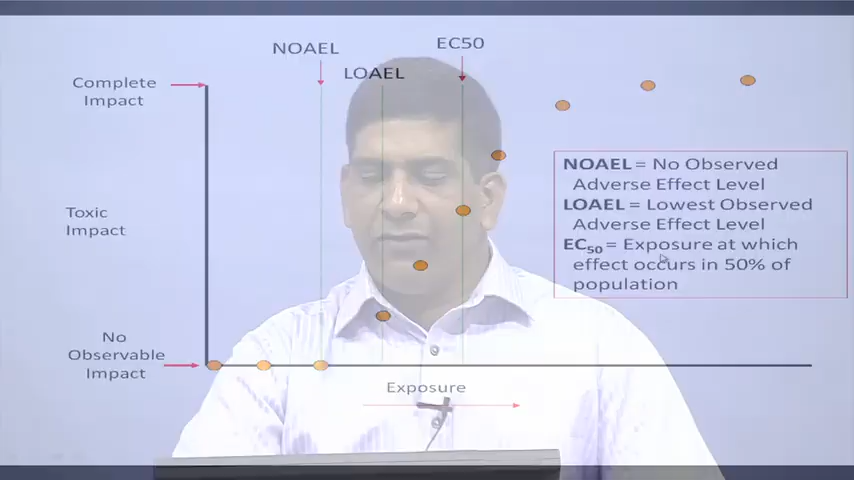 NOAEL
LOAEL
EC50
Complete
Impact
Toxic
Impact
No
Observable
Impact
Exposure
NOAEL = No Observed
Adverse Effect Level
LOAEL = Lowest Observed
Adverse Effect Level
EC50 = Exposure at which
effect occurs in 50% of
population